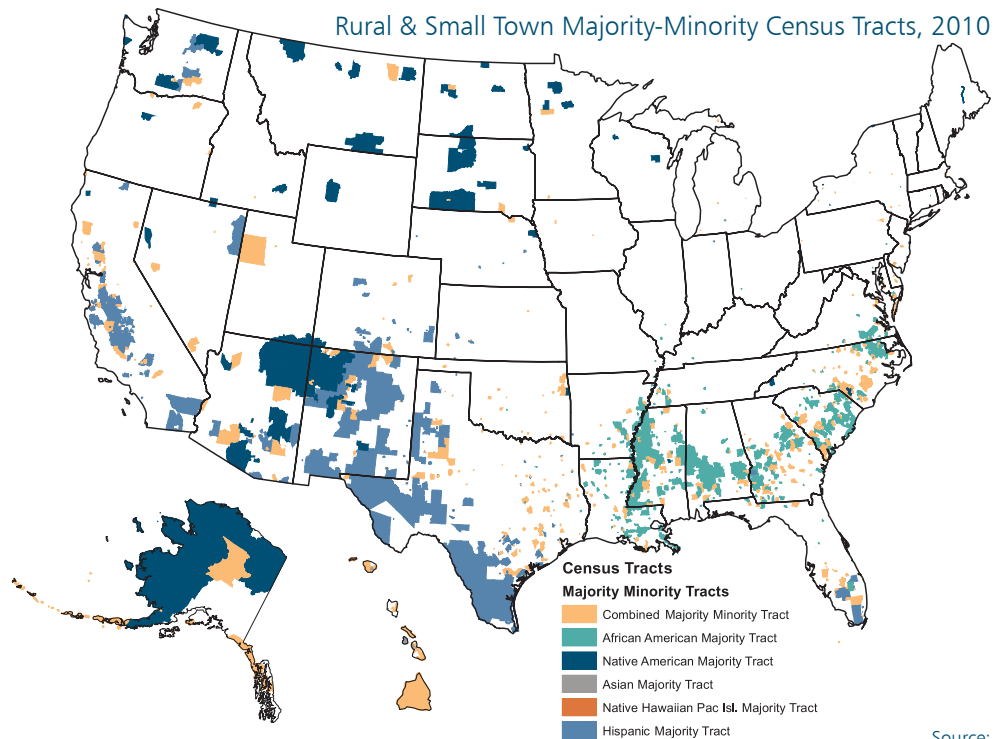 Rural & Small Town Majority-Minority Census Tracts, 2010
Census Tracts
Majority Minority Tracts
Combined Majority Minority Tract
African American Majority Tract
Native American Majority Tract
Asian Majority Tract
Native Hawaiian Pac Isl. Majority Tract
Hispanic Majority Tract
Source: